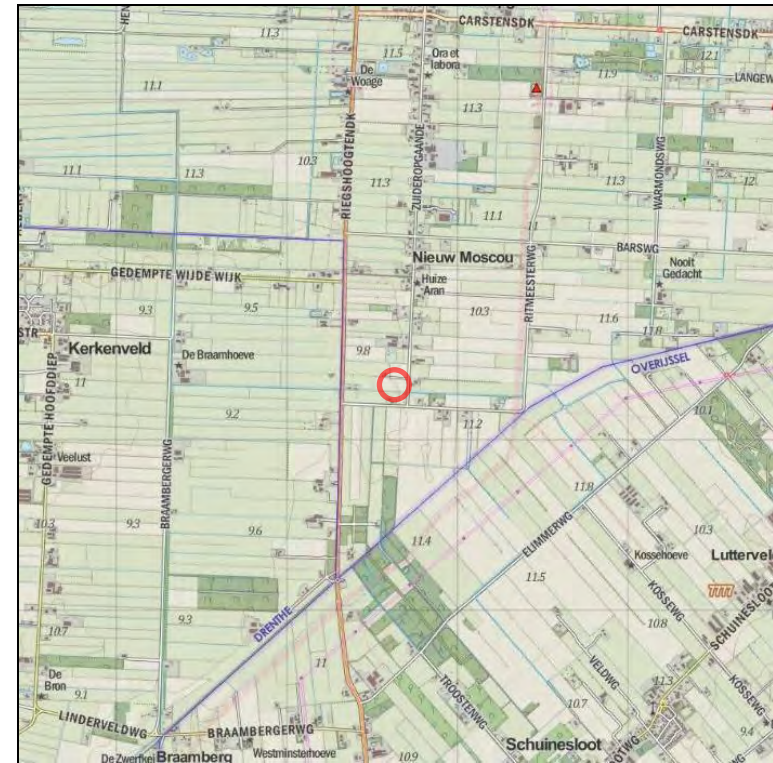 CARSTENSDK
CARSTENSDK
11.3
11.5
Ora et
labora
12.1
De
Woage
11.9
LANGEW
11.1
11.3
RIEGSHOOGTENDK
ZUIDEROPGAANDE
WARMONDSWG
10.3
11.1
11.3
11.3
11.3
12
11.1
11
BARSWG
Nieuw Moscou
Nooit
Gedacht
GEDEMPTE WIJDE WIJK
Huize
Aran
RITMEESTERWG
9.3
9.5
10.3
11.6
11.8
STR
Kerkenveld
De Braamhoeve
9.8
OVERIJSSEL
11
GEDEMPTE HOOFDDIEP
9.2
10.1
11.2
Veelust
BRAAMBERGERWG
11.8
10.3
9.3
9.6
11.4
ELIMMERWG
10.3
Kossehoeve
Luttervel
11.5
KOSSEWG
SCHUINESLOO
9.3
DRENTHE
10.8
10.7
11
De
Bron
9.1
TROOSTENWG
VELDWG
11.3
KOSSEWG
10.7
LINDERVELDWG
BRAAMBERGERWG
9.4
De Zwerfkei
Braamberg
Westminsterhoeve
10.9
Schuinesloot
OOTWG